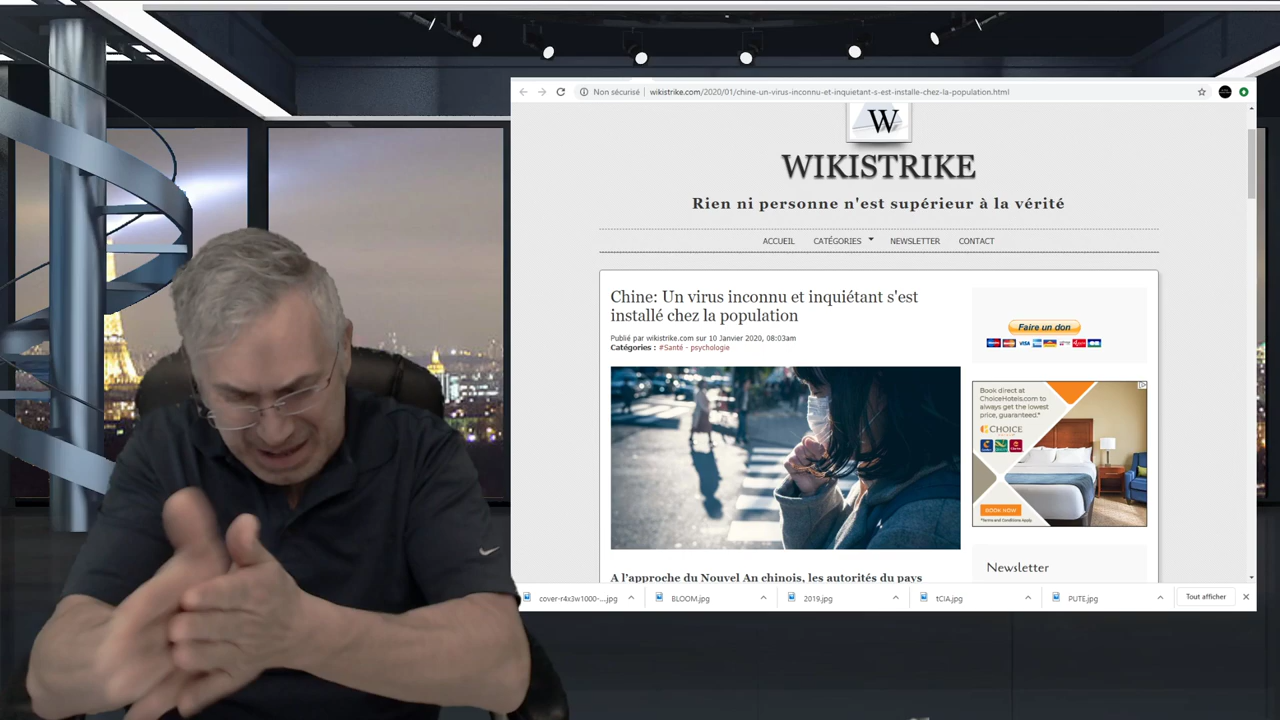 Non sécurisé
wikistrike.com/2020/01/chine-un-virus-inconnu-et-inquietant-s-est-installe-chez-la-population.html
W
WIKISTRIKE
Rien ni personne n'est supérieur à la vérité
ACCUEIL CATÉGORIES NEWSLETTER CONTACT
Chine: Un virus inconnu et inquiétant s'est
installé chez la population
Publié par wikistrike.com sur 10 Janvier 2020, 08:03am
Catégories : #Santé - psychologie
A l'approche du Nouvel An chinois, les autorités du pays
Faire un don
VISA
Book direct at
ChoiceHotels.com to
always get the lowest
price, guaranteed.*
CHOICE
BOOK NOW
*Terms and Conditions Apply.
Newsletter
cover-r4x3w1000-...jpg
BLOOM.jpg
2019.jpg
tCIA.jpg
PUTE.jpg
Tout afficher